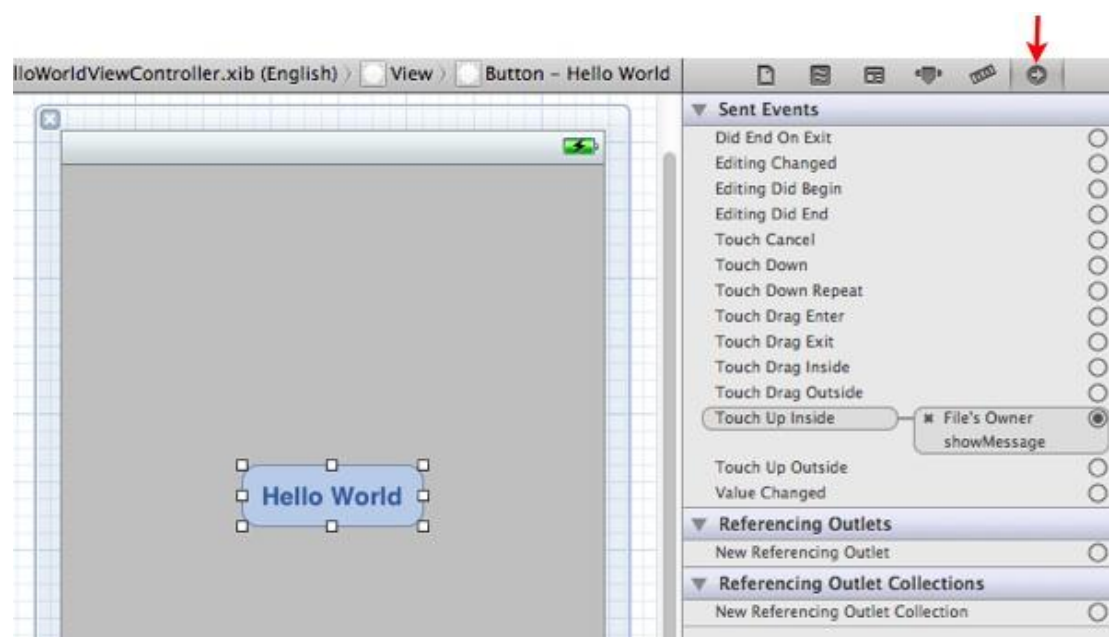 lloWorldViewController.xib (English) View Button - Hello World
Sent Events
Did End On Exit
Editing Changed
Editing Did Begin
Editing Did End
Touch Cancel
Touch Down
Touch Down Repeat
Touch Drag Enter
Touch Drag Exit
Touch Drag Inside
Touch Drag Outside
Touch Up Inside
File's Owner
showMessage
Touch Up Outside
Value Changed
Referencing Outlets
New Referencing Outlet
Referencing Outlet Collections
New Referencing Outlet Collection
Hello World